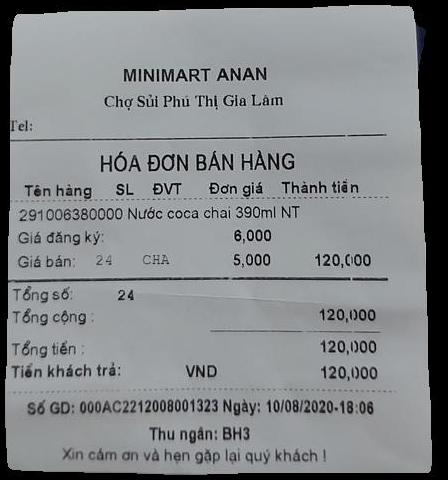 MINIMART ANAN
Chợ Sủi Phú Thị Gia Lâm
Tel:
HÓA ĐƠN BÁN HÀNG
Tên hàng SL ĐVT Đơn giá Thành tiền
291006380000 Nước coca chai 390ml NT
Giá đăng ký: 6,000
Giá bán: 24 CHA 5,000 120,000
Tổng số: 24
Tổng cộng : 120,000
Tổng tiền : 120,000
Tiền khách trả: VND 120,000
Số GD: 000AC2212008001323 Ngày: 10/08/2020-18:06
Thu ngân: BH3
Xin cám ơn và hẹn gặp lại quý khách !